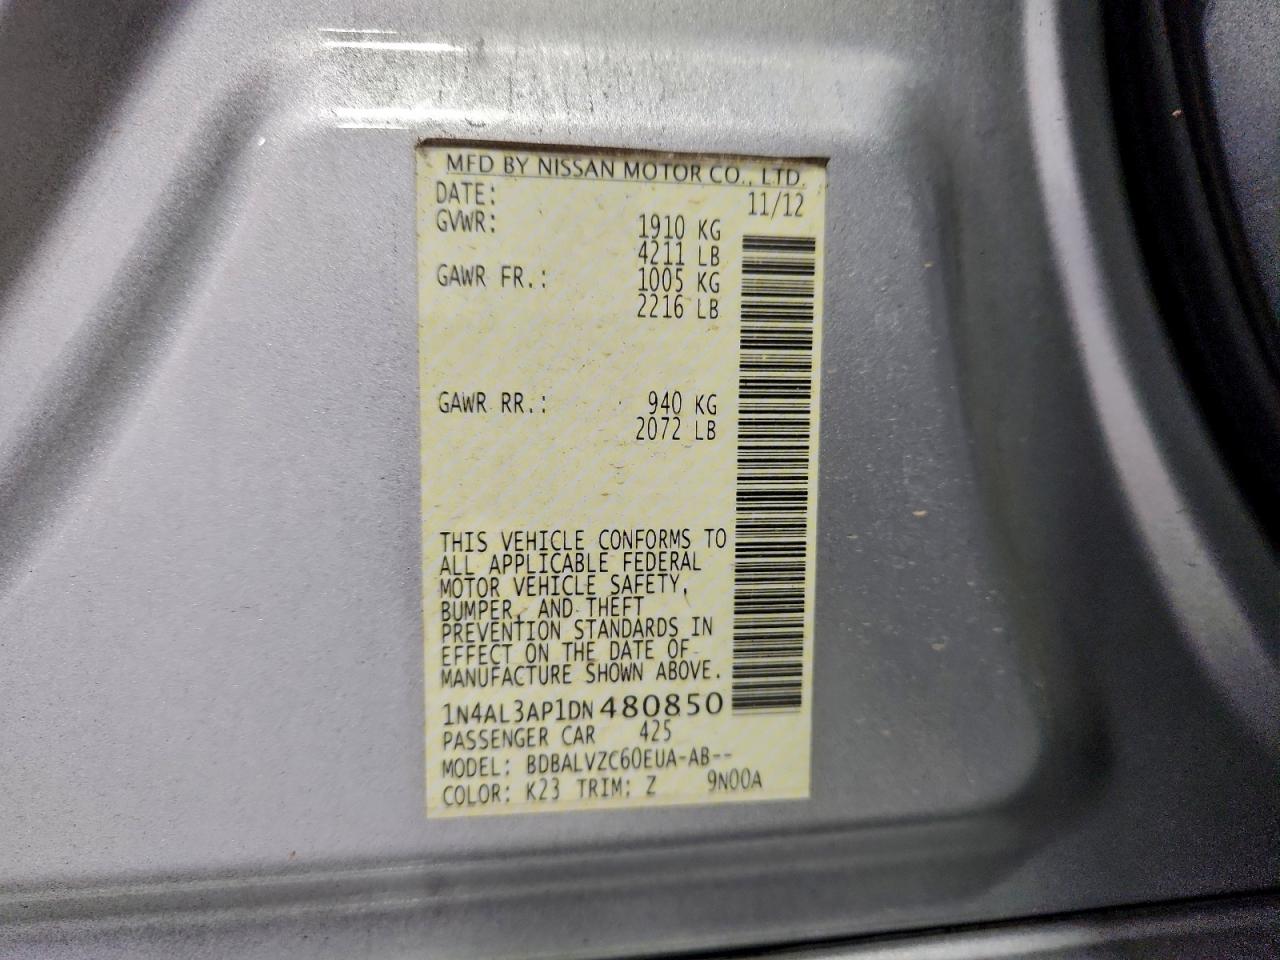 MFD BY NISSAN MOTOR CO., LTD.
DATE: 11/12
GVWR: 1910 KG
4211 LB
GAWR FR.: 1005 KG
2216 LB
GAWR RR.: 940 KG
2072 LB
THIS VEHICLE CONFORMS TO
ALL APPLICABLE FEDERAL
MOTOR VEHICLE SAFETY,
BUMPER, AND THEFT
PREVENTION STANDARDS IN
EFFECT ON THE DATE OF
MANUFACTURE SHOWN ABOVE.
1N4AL3AP1DN480850
PASSENGER CAR 425
MODEL: BDBALVZC60EUA-AB--
COLOR: K23 TRIM: Z 9N00A